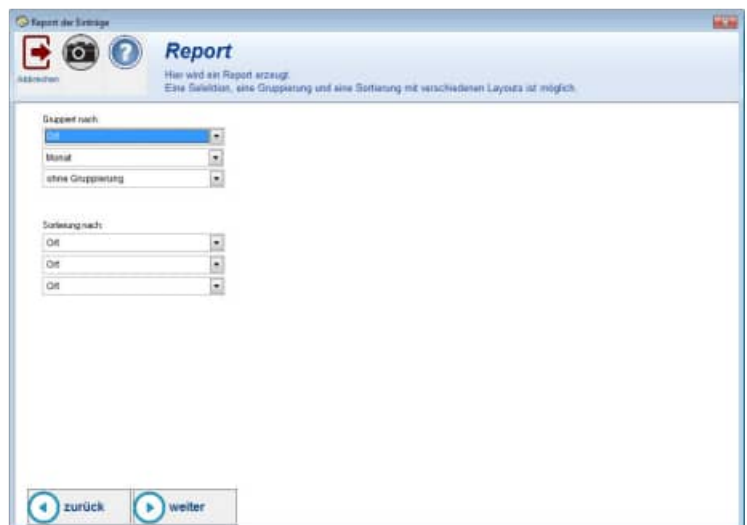 Report der Einträge
Abbrechen
Report
Hier wird ein Report erzeugt.
Eine Selektion, eine Gruppierung und eine Sortierung mit verschiedenen Layouts ist möglich.
Gruppiert nach:
Ort
Monat
ohne Gruppierung
Sortierung nach:
Ort
Ort
Ort
zurück
weiter